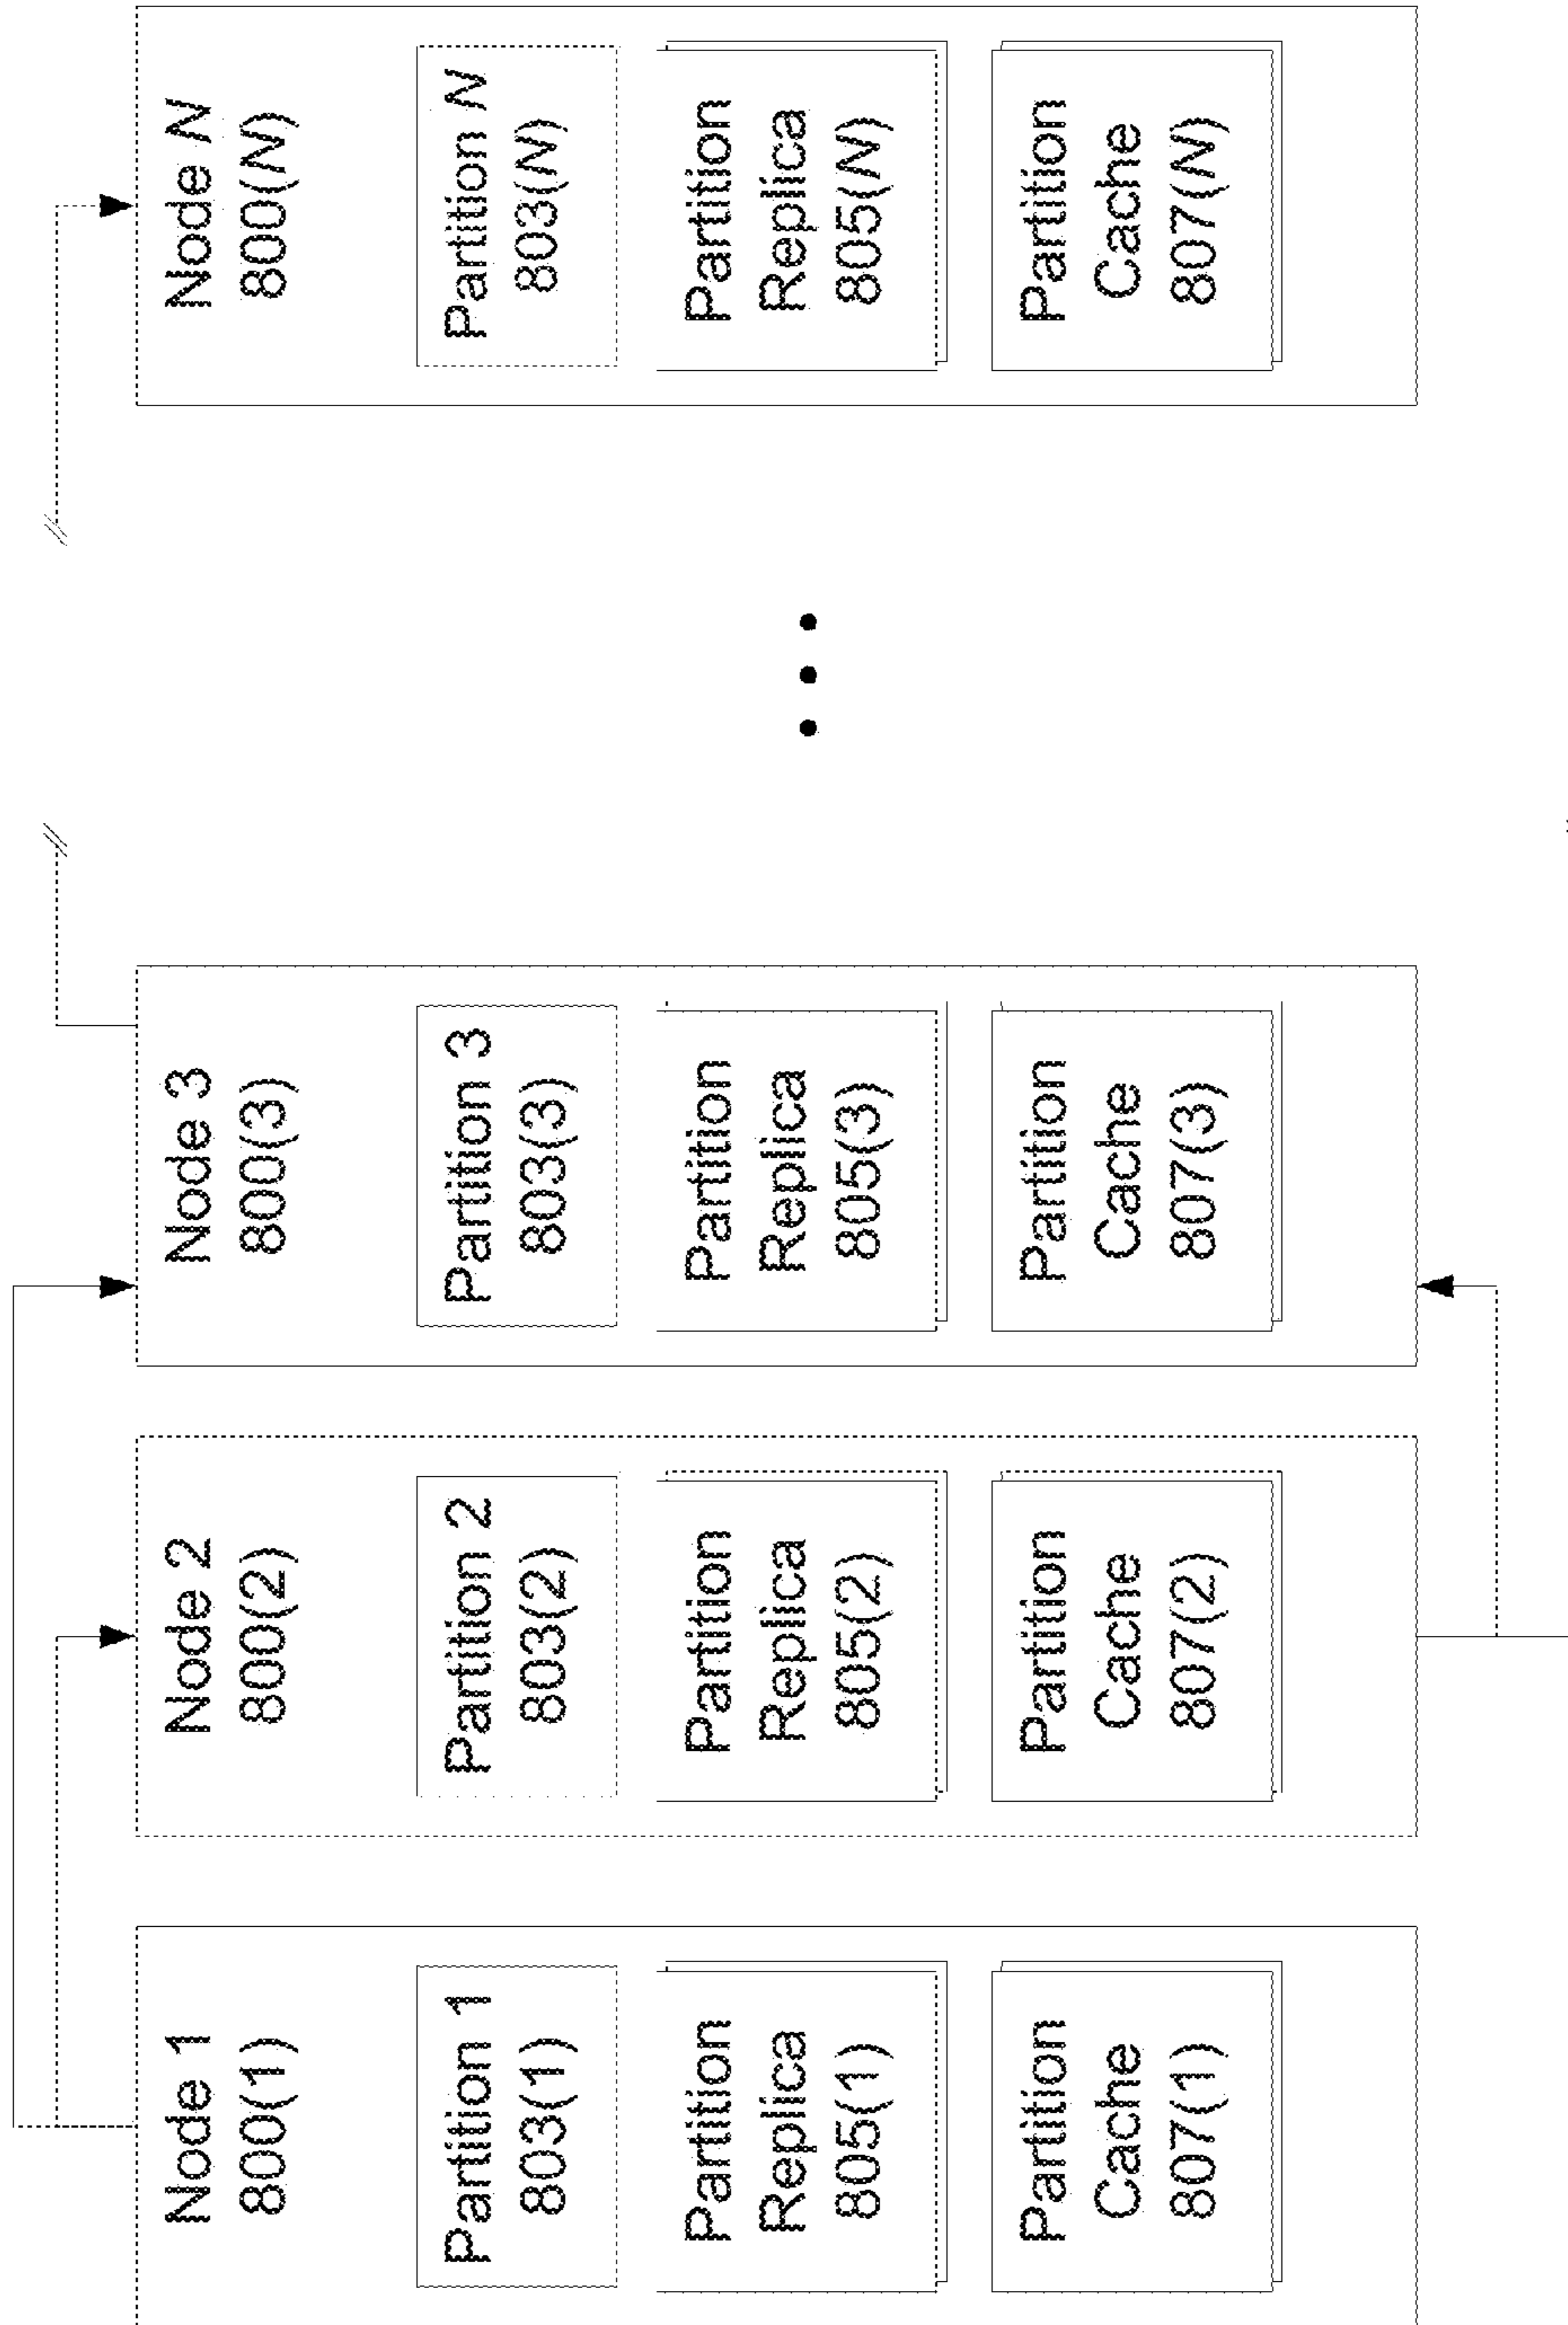 Node 1
800(1)
Partition 1
803(1)
Partition
Replica
805(1)
Partition
Cache
807(1)
Node 2
800(2)
Partition 2
803(2)
Partition
Replica
805(2)
Partition
Cache
807(2)
Node 3
800(3)
Partition 3
803(3)
Partition
Replica
805(3)
Partition
Cache
807(3)
Node N
800(N)
Partition N
803(N)
Partition
Replica
805(N)
Partition
Cache
807(N)